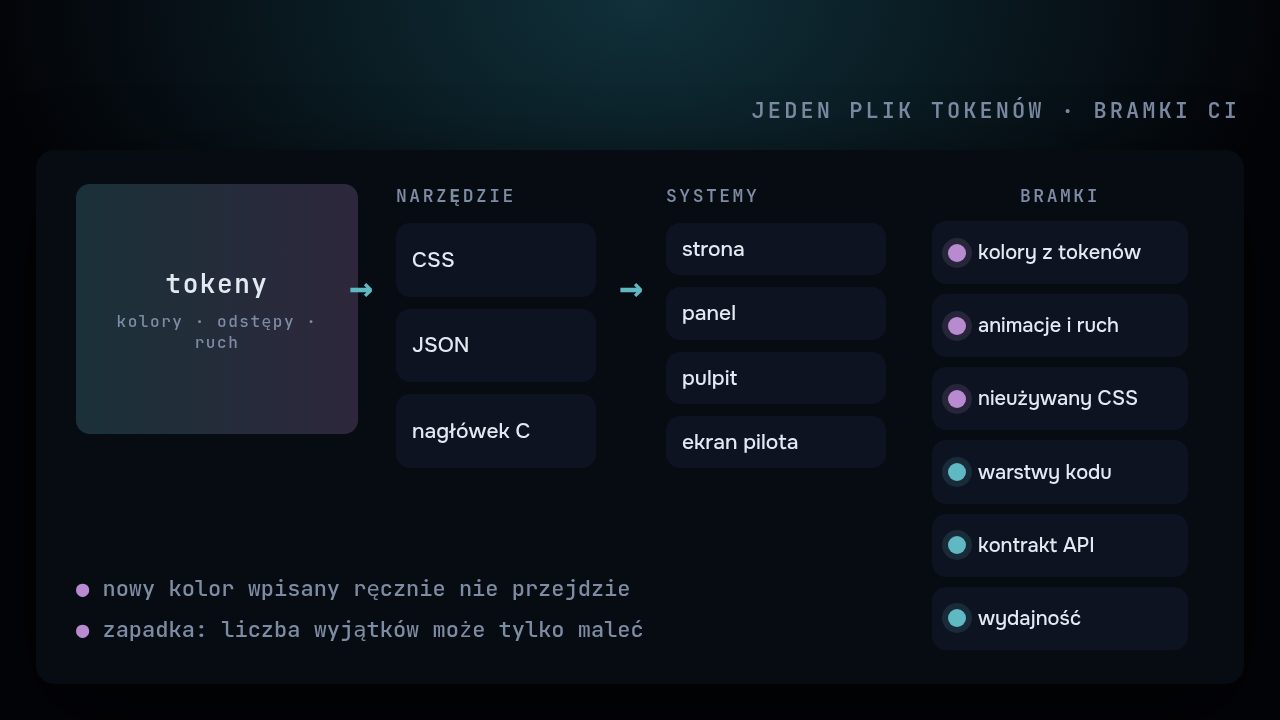 JEDEN PLIK TOKENÓW · BRAMKI CI
tokeny
kolory · odstępy ·
ruch
→
NARZĘDZIE
CSS
JSON
nagłówek C
→
SYSTEMY
strona
panel
pulpit
ekran pilota
BRAMKI
kolory z tokenów
animacje i ruch
nieużywany CSS
warstwy kodu
kontrakt API
wydajność
nowy kolor wpisany ręcznie nie przejdzie
zapadka: liczba wyjątków może tylko maleć